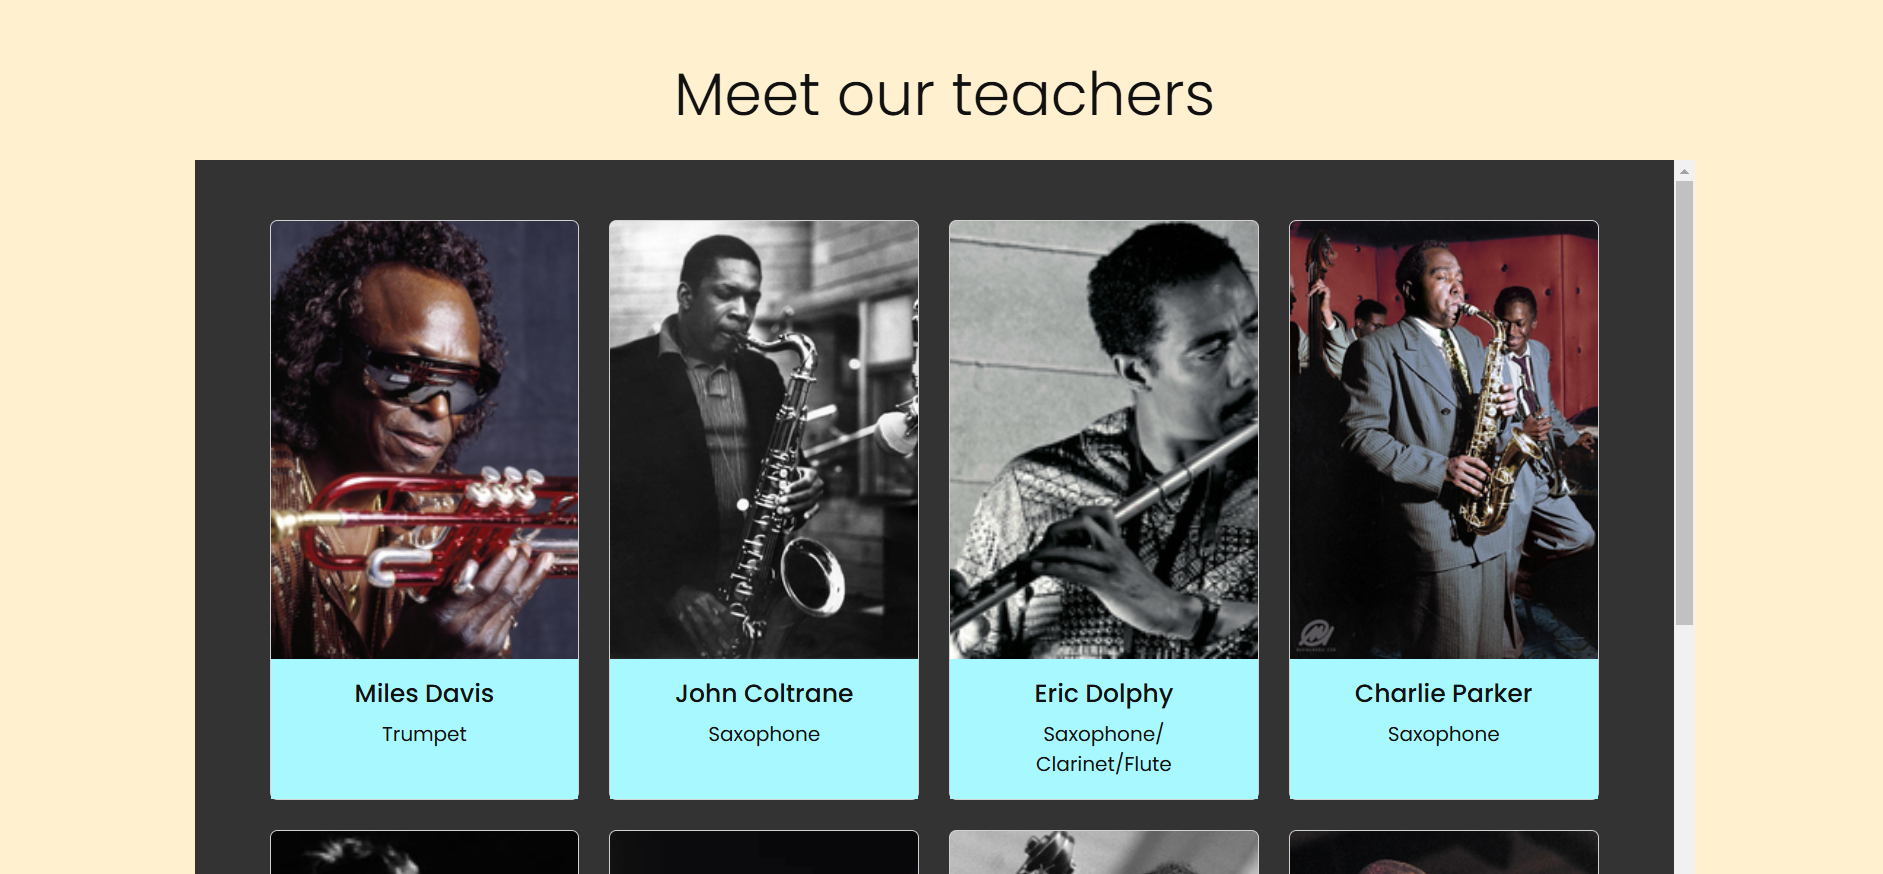 Meet our teachers
Miles Davis
Trumpet
John Coltrane
Saxophone
Eric Dolphy
Saxophone/
Clarinet/Flute
Charlie Parker
Saxophone